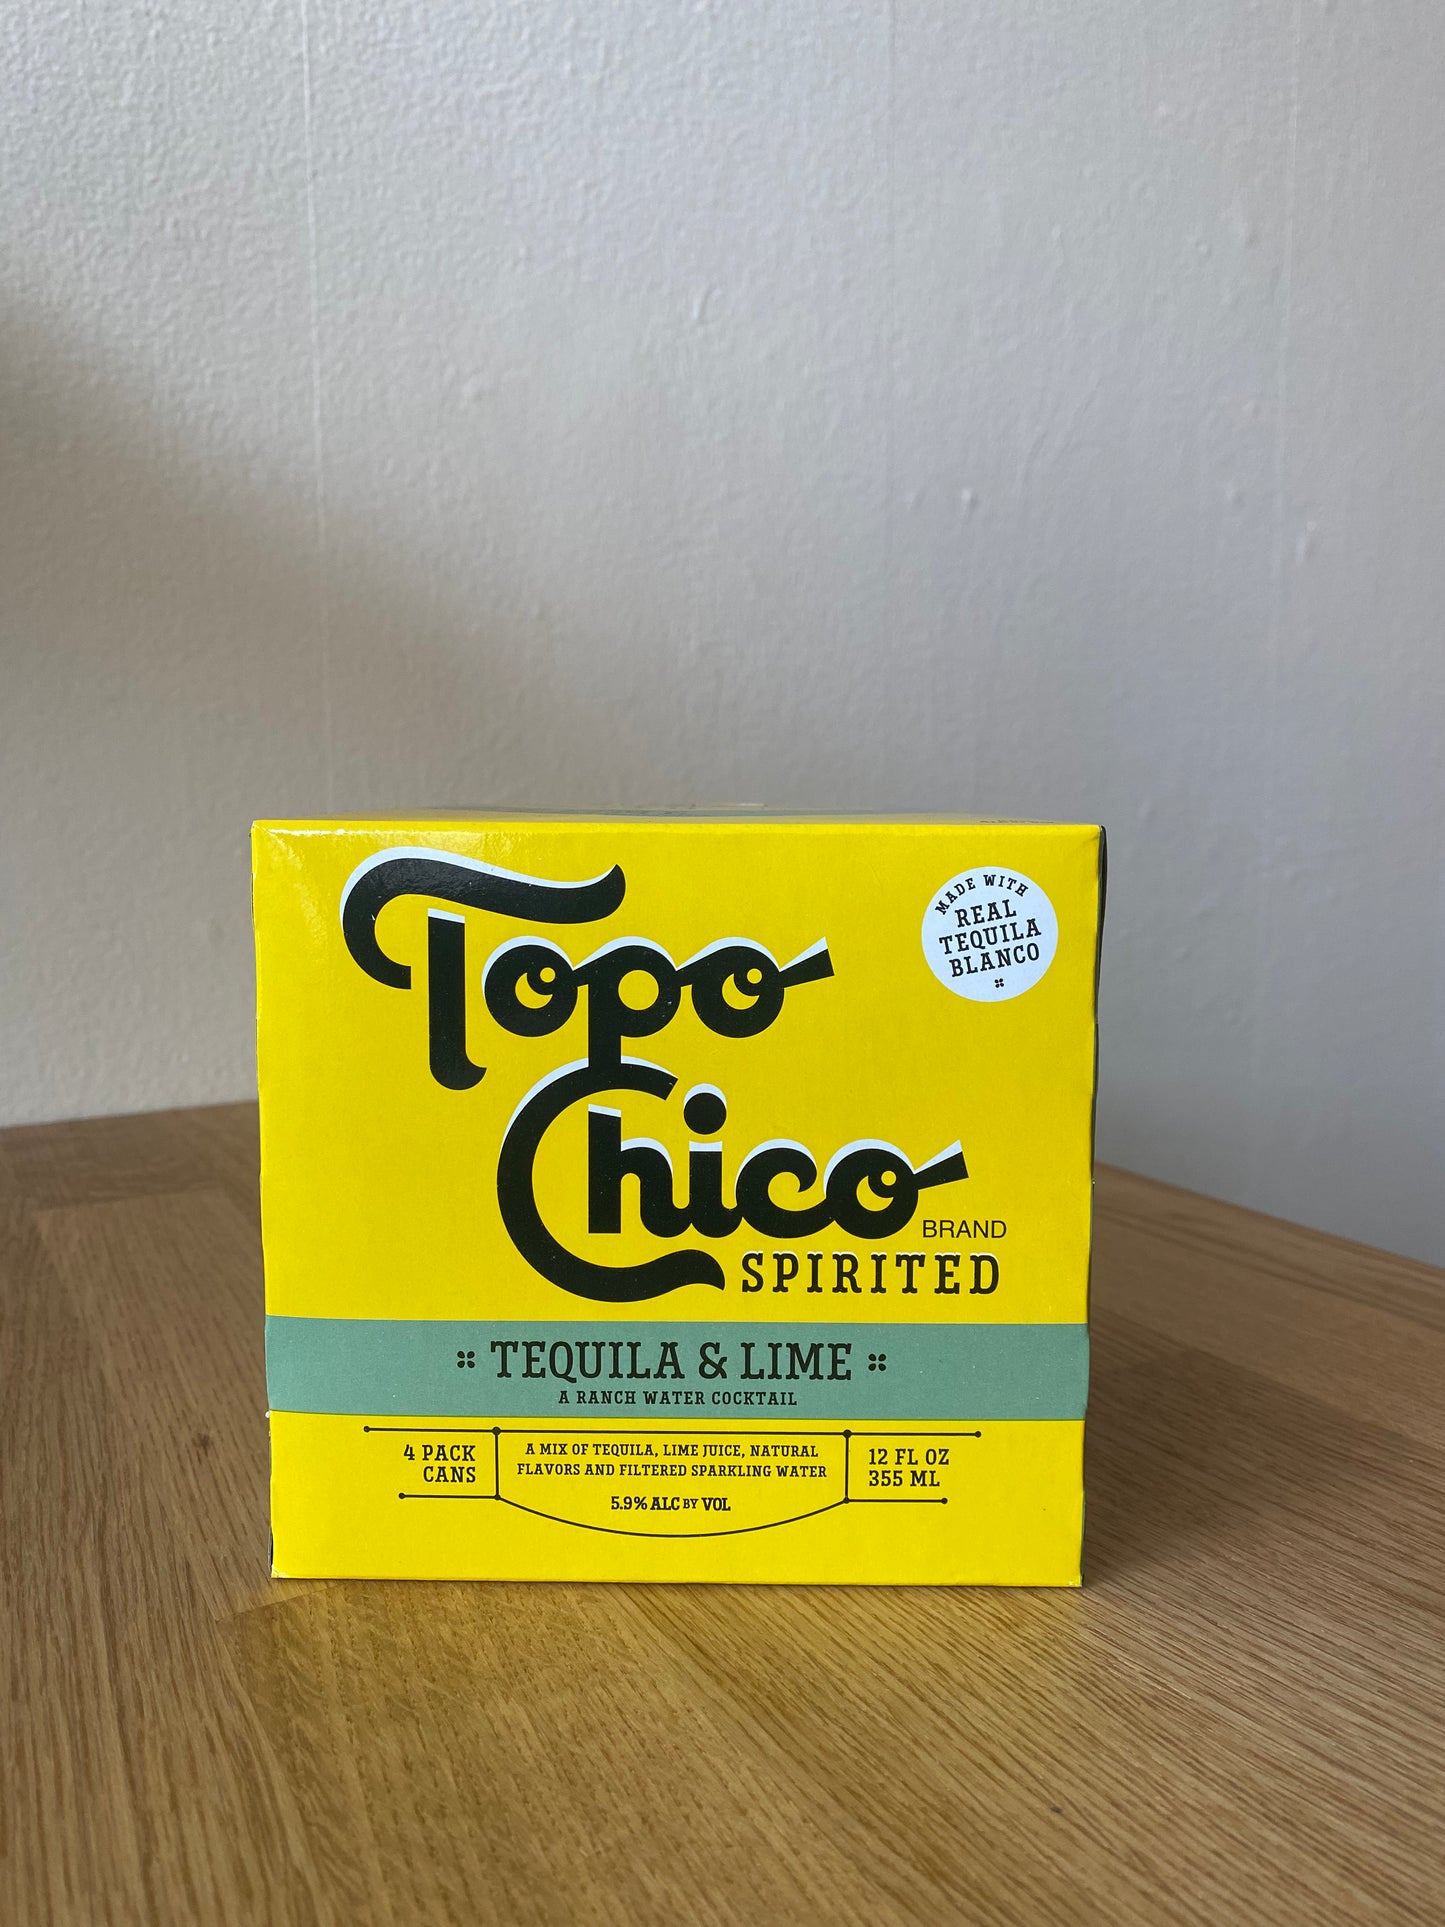 Topo
Chico
BRAND
SPIRITED
MADE WITH
REAL
TEQUILA
BLANCO
TEQUILA & LIME
A RANCH WATER COCKTAIL
4 PACK
CANS
A MIX OF TEQUILA, LIME JUICE, NATURAL
FLAVORS AND FILTERED SPARKLING WATER
5.9% ALC BY VOL
12 FL OZ
355 ML